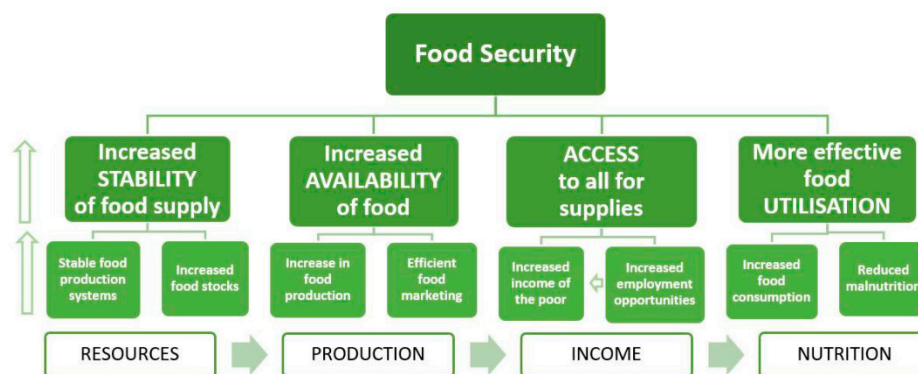 Food Security
Increased
STABILITY
of food supply
Increased
AVAILABILITY
of food
ACCESS
to all for
supplies
More effective
food
UTILISATION
Stable food
production
systems
Increased
food stocks
Increase in
food
production
Efficient
food
marketing
Increased
income of
the poor
Increased
employment
opportunities
Increased
food
consumption
Reduced
malnutrition
RESOURCES
PRODUCTION
INCOME
NUTRITION